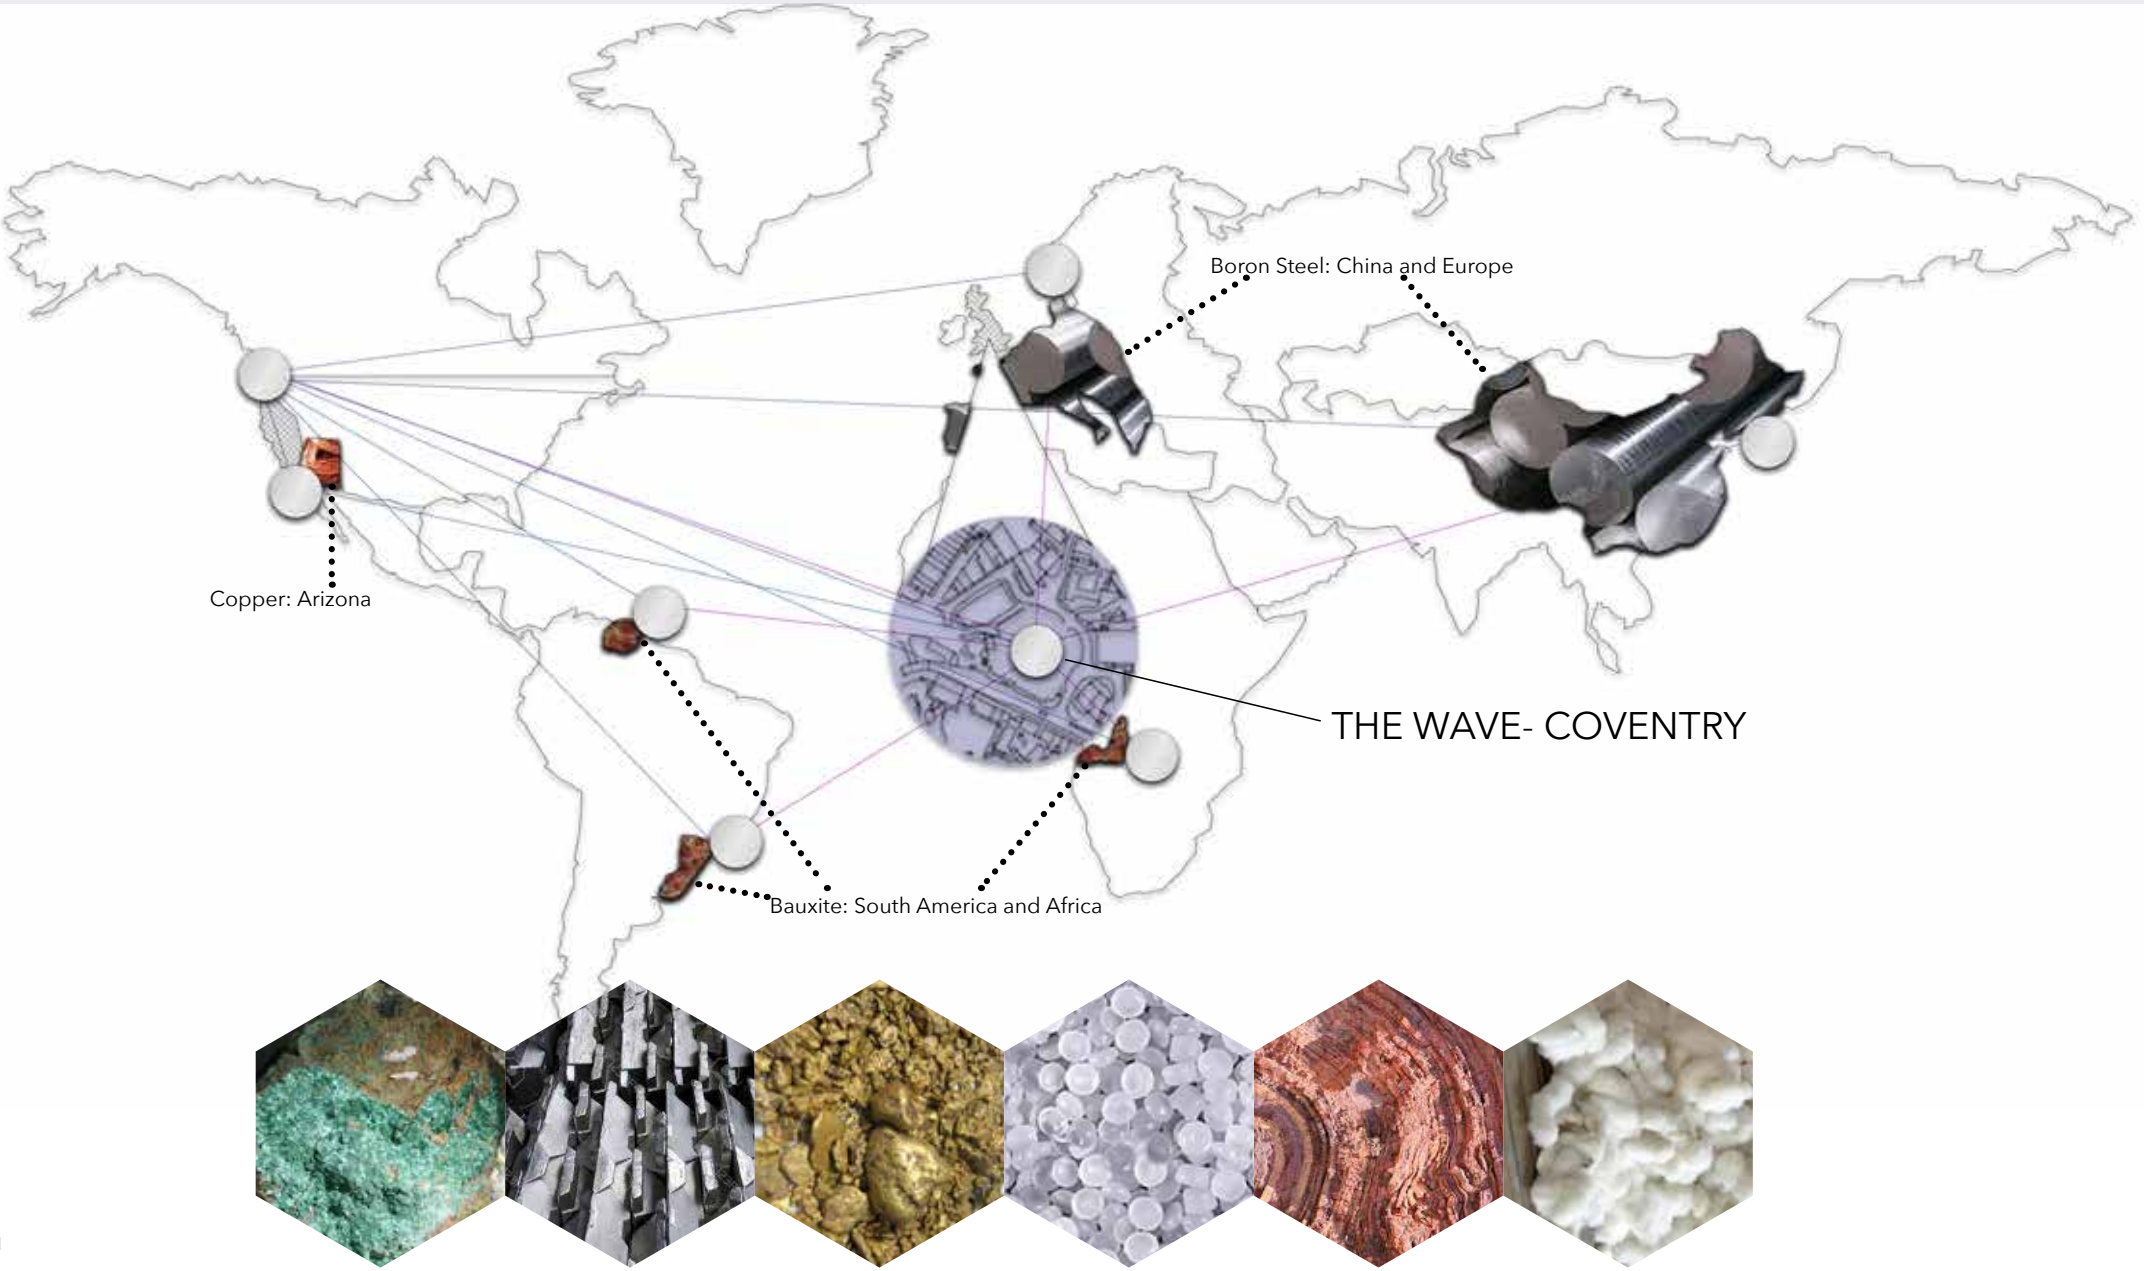 Boron Steel: China and Europe
Copper: Arizona
THE WAVE- COVENTRY
Bauxite: South America and Africa